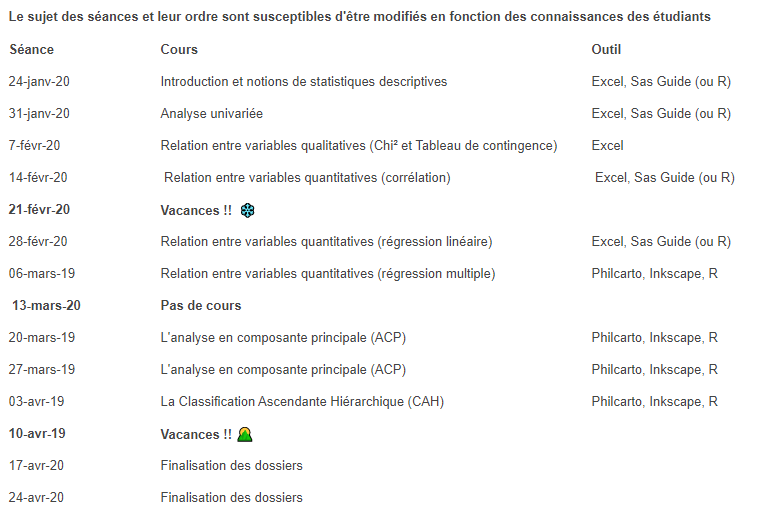 Le sujet des séances et leur ordre sont susceptibles d'être modifiés en fonction des connaissances des étudiants
Séance Cours Outil
24-janv-20 Introduction et notions de statistiques descriptives Excel, Sas Guide (ou R)
31-janv-20 Analyse univariée Excel, Sas Guide (ou R)
7-févr-20 Relation entre variables qualitatives (Chi² et Tableau de contingence) Excel
14-févr-20 Relation entre variables quantitatives (corrélation) Excel, Sas Guide (ou R)
21-févr-20 Vacances !!
28-févr-20 Relation entre variables quantitatives (régression linéaire) Excel, Sas Guide (ou R)
06-mars-19 Relation entre variables quantitatives (régression multiple) Philcarto, Inkscape, R
13-mars-20 Pas de cours
20-mars-19 L'analyse en composante principale (ACP) Philcarto, Inkscape, R
27-mars-19 L'analyse en composante principale (ACP) Philcarto, Inkscape, R
03-avr-19 La Classification Ascendante Hiérarchique (CAH) Philcarto, Inkscape, R
10-avr-19 Vacances !!
17-avr-20 Finalisation des dossiers
24-avr-20 Finalisation des dossiers